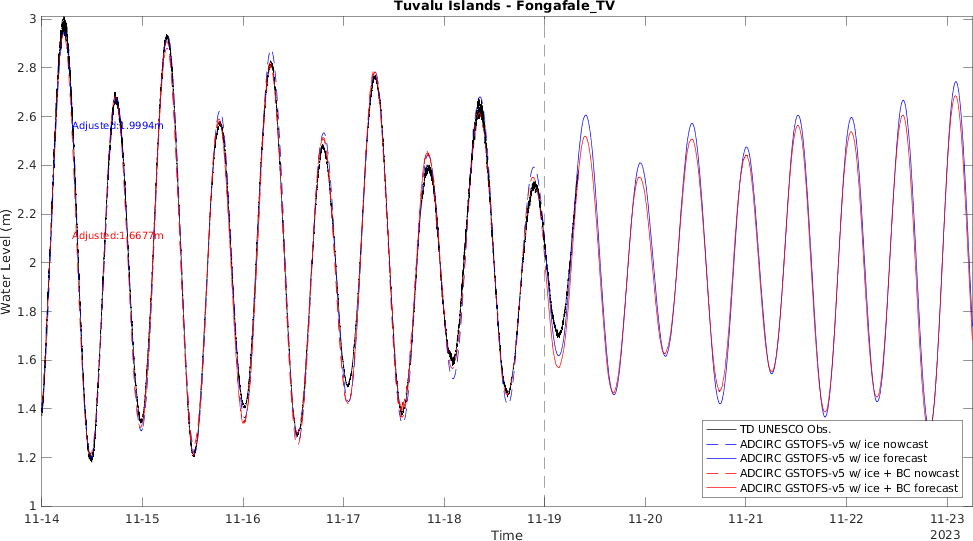 Tuvalu Islands - Fongafale_TV
3
2.8
2.6
2.4
2.2
2
1.8
1.6
1.4
1.2
1
Water Level (m)
Adjusted:1.9994m
Adjusted:1.6677m
TD UNESCO Obs.
ADCIRC GSTOFS-v5 w/ ice nowcast
ADCIRC GSTOFS-v5 w/ ice forecast
ADCIRC GSTOFS-v5 w/ ice + BC nowcast
ADCIRC GSTOFS-v5 w/ ice + BC forecast
11-14 11-15 11-16 11-17 11-18 11-19 11-20 11-21 11-22 11-23
Time
2023